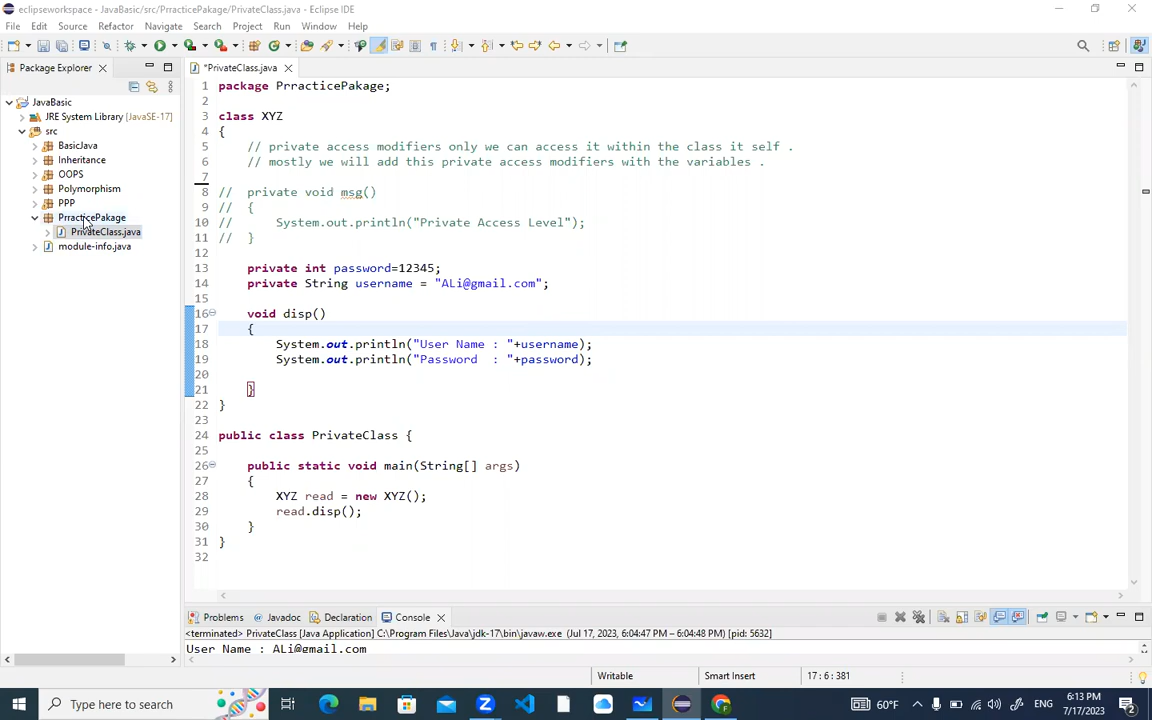 eclipseworkspace - JavaBasic/src/PrracticePakage/PrivateClass.java - Eclipse IDE
File Edit Source Refactor Navigate Search Project Run Window Help
Package Explorer
*PrivateClass.java
JavaBasic
JRE System Library [JavaSE-17]
src
BasicJava
Inheritance
OOPS
Polymorphism
PPP
PrracticePakage
PrivateClass.java
module-info.java
1 package PrracticePakage;
2
3 class XYZ
4 {
5 // private access modifiers only we can access it within the class it self .
6 // mostly we will add this private access modifiers with the variables .
7
8 // private void msg()
9 // {
10 // System.out.println("Private Access Level");
11 // }
12
13 private int password=12345;
14 private String username = "ALi@gmail.com";
15
16 void disp()
17 {
18 System.out.println("User Name : "+username);
19 System.out.println("Password  : "+password);
20
21 }
22 }
23
24 public class PrivateClass {
25
26 public static void main(String[] args)
27 {
28 XYZ read = new XYZ();
29 read.disp();
30 }
31 }
32
Problems Javadoc Declaration Console
<terminated> PrivateClass [Java Application] C:\Program Files\Java\jdk-17\bin\javaw.exe (Jul 17, 2023, 6:04:47 PM – 6:04:48 PM) [pid: 5632]
User Name : ALi@gmail.com
Writable Smart Insert 17 : 6 : 381
Type here to search
60°F ENG
6:13 PM
7/17/2023
2